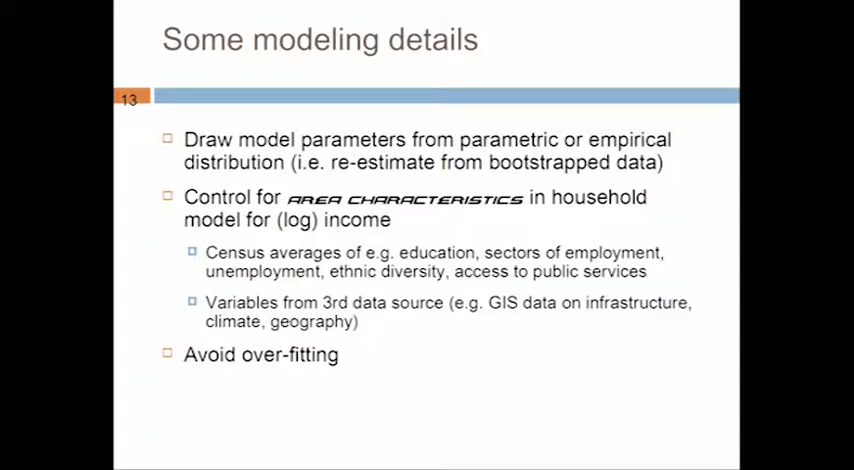 Some modeling details
13
Draw model parameters from parametric or empirical
distribution (i.e. re-estimate from bootstrapped data)
Control for AREA CHARACTERISTICS in household
model for (log) income
Census averages of e.g. education, sectors of employment,
unemployment, ethnic diversity, access to public services
Variables from 3rd data source (e.g. GIS data on infrastructure,
climate, geography)
Avoid over-fitting